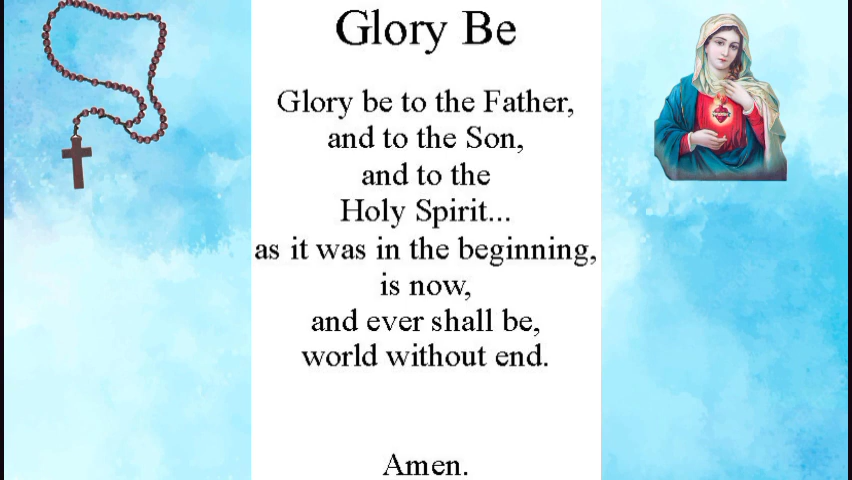 Glory Be
Glory be to the Father,
and to the Son,
and to the
Holy Spirit...
as it was in the beginning,
is now,
and ever shall be,
world without end.
Amen.